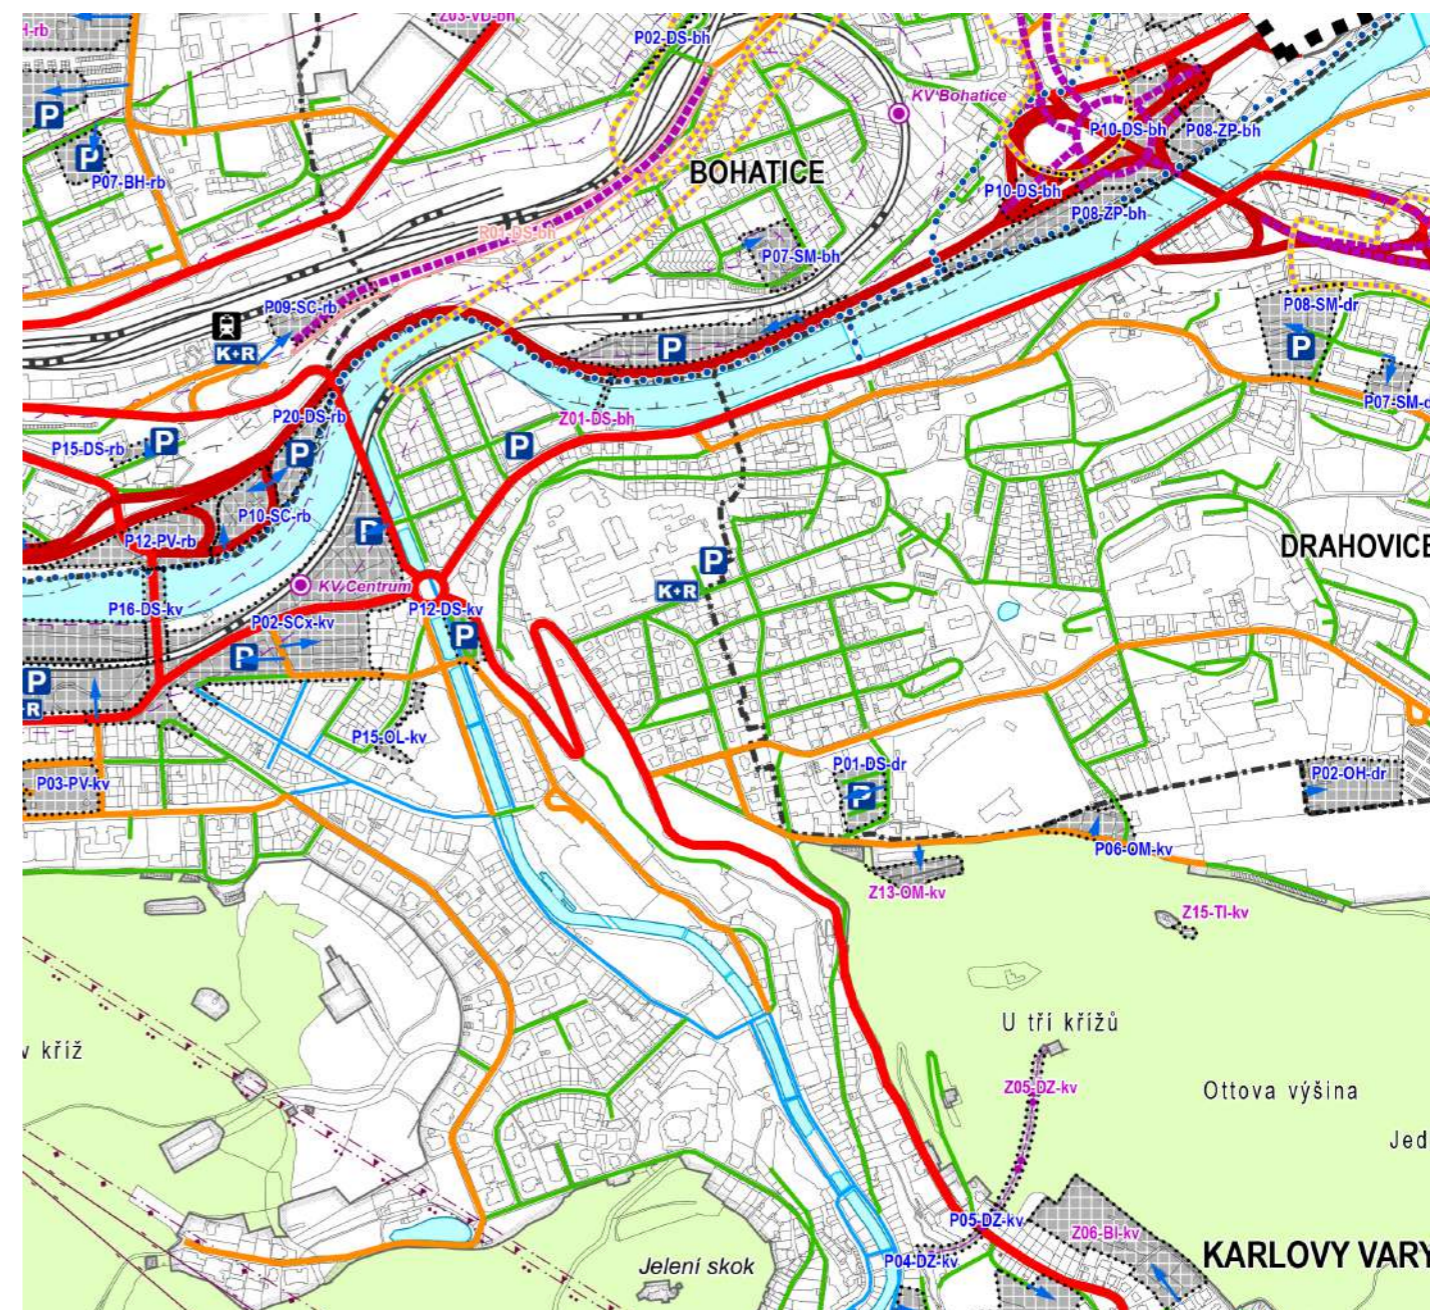 Z03-VD-bh
H-rb
P02-DS-bh
P
KV Bohatice
P10-DS-bh
P08-ZP-bh
P
P07-BH-rb
BOHATICE
P10-DS-bh
P08-ZP-bh
R01-DS-bh
P07-SM-bh
P09-SC-rb
P08-SM-dr
K+R
P
P
P07-SM-d
P20-DS-rb
Z01-DS-bh
P15-DS-rb
P
P
P
P10-SC-rb
P
P12-PV-rb
DRAHOVICE
P
KV Centrum
K+R
P16-DS-kv
P12-DS-kv
P02-SCx-kv
P
P
P
+R
P15-OL-kv
P03-PV-kv
P01-DS-dr
P02-OH-dr
P
P06-OM-kv
Z13-OM-kv
Z15-TI-kv
U tří křížů
v kříž
Z05-DZ-kv
Ottova výšina
Jed
P05-DZ-kv
Z06-BI-kv
P04-DZ-kv
KARLOVY VARY
Jelení skok